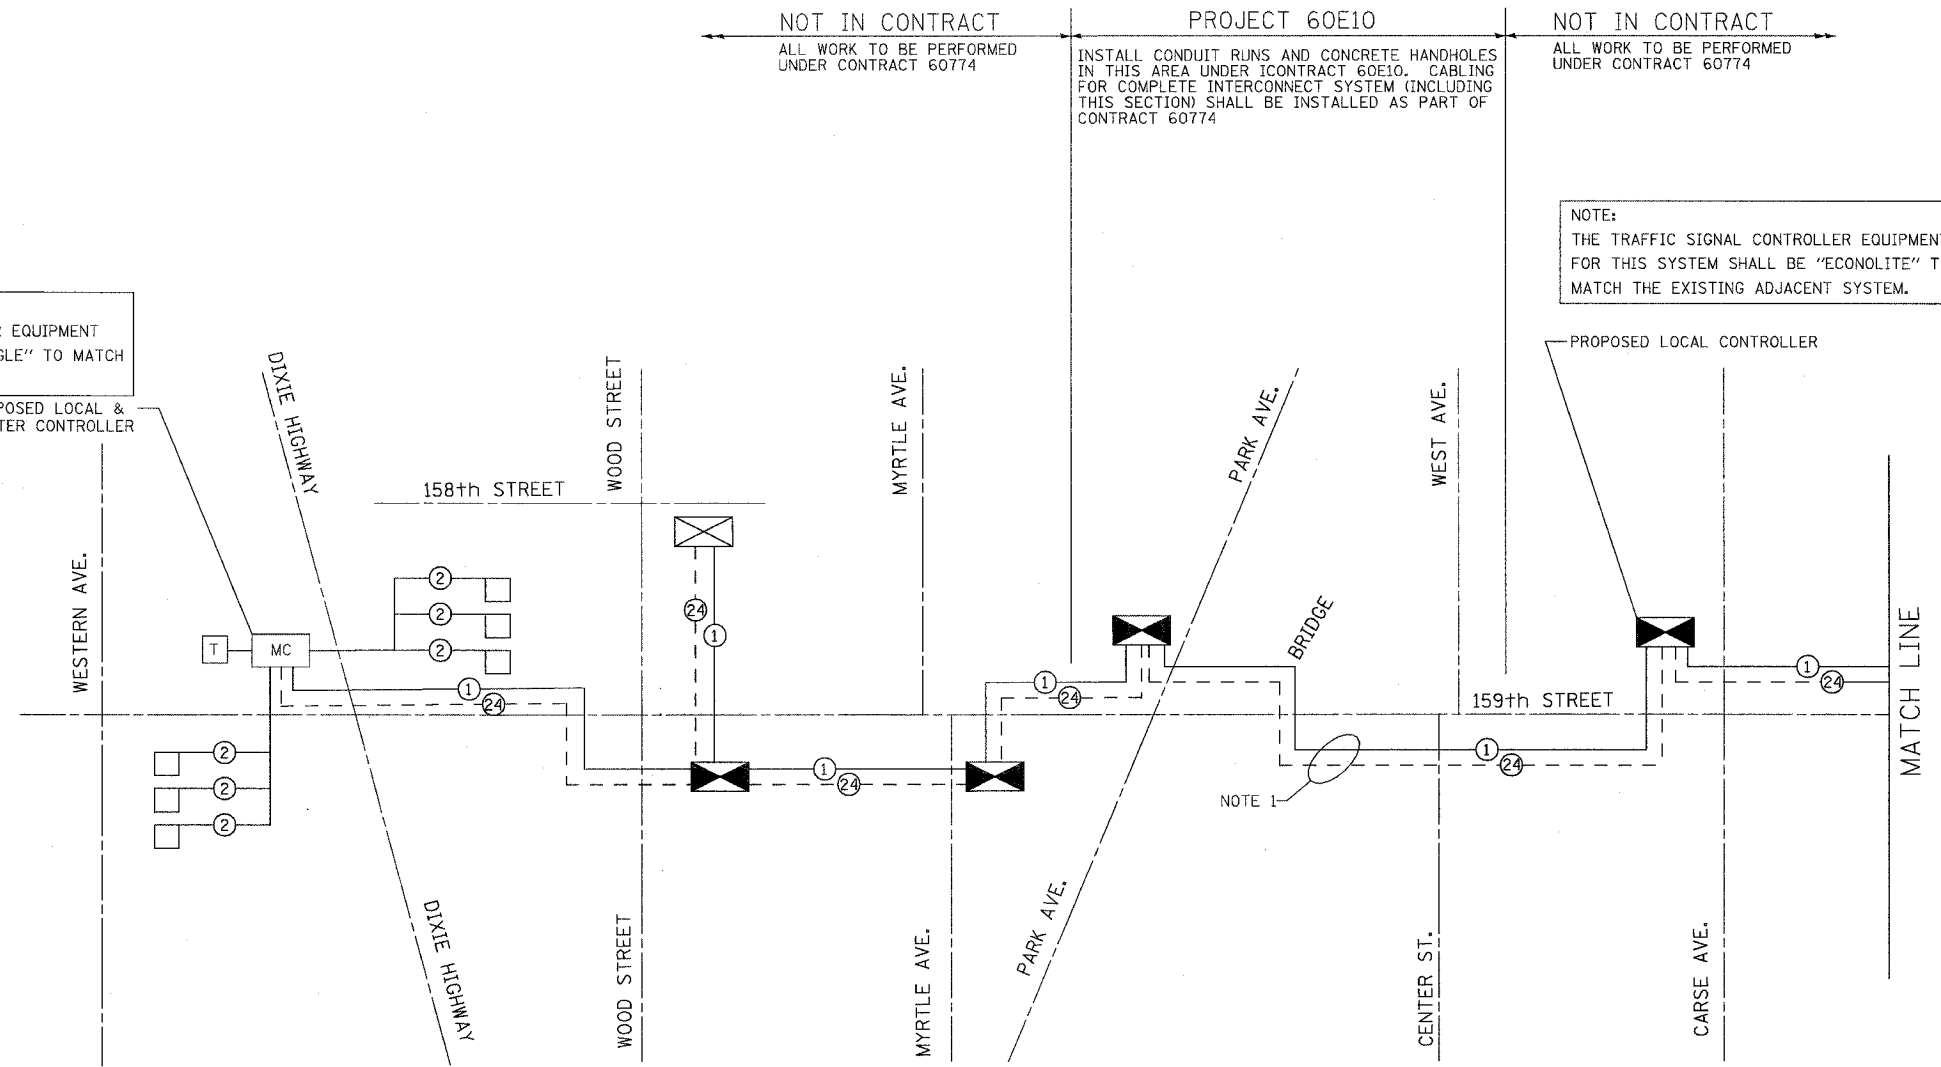 NOT IN CONTRACT
ALL WORK TO BE PERFORMED
UNDER CONTRACT 60774
PROJECT 60E10
INSTALL CONDUIT RUNS AND CONCRETE HANDHOLES
IN THIS AREA UNDER ICONTRACT 60E10. CABLING
FOR COMPLETE INTERCONNECT SYSTEM (INCLUDING
THIS SECTION) SHALL BE INSTALLED AS PART OF
CONTRACT 60774
NOT IN CONTRACT
ALL WORK TO BE PERFORMED
UNDER CONTRACT 60774
NOTE:
THE TRAFFIC SIGNAL CONTROLLER EQUIPMENT
FOR THIS SYSTEM SHALL BE "ECONOLITE" T
MATCH THE EXISTING ADJACENT SYSTEM.
R EQUIPMENT
GLE" TO MATCH
POSED LOCAL &
TER CONTROLLER
PROPOSED LOCAL CONTROLLER
DIXIE HIGHWAY
WOOD STREET
MYRTLE AVE.
PARK AVE.
WEST AVE.
158th STREET
WESTERN AVE.
2
2
2
24
1
T
MC
BRIDGE
1
24
1
24
1
24
159th STREET
MATCH LINE
2
2
2
1
24
1
24
NOTE 1
DIXIE HIGHWAY
WOOD STREET
MYRTLE AVE.
PARK AVE.
CENTER ST.
CARSE AVE.